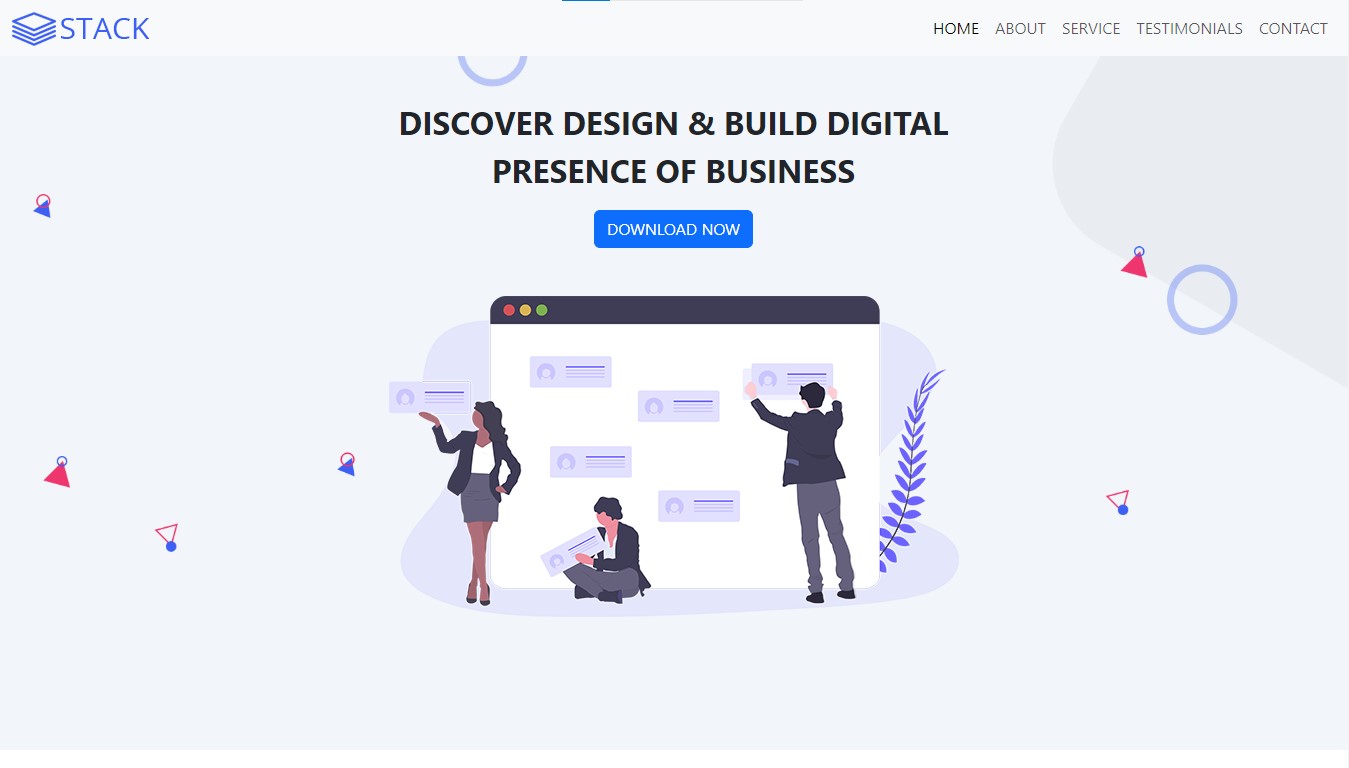 STACK
HOME ABOUT SERVICE TESTIMONIALS CONTACT
DISCOVER DESIGN & BUILD DIGITAL
PRESENCE OF BUSINESS
DOWNLOAD NOW